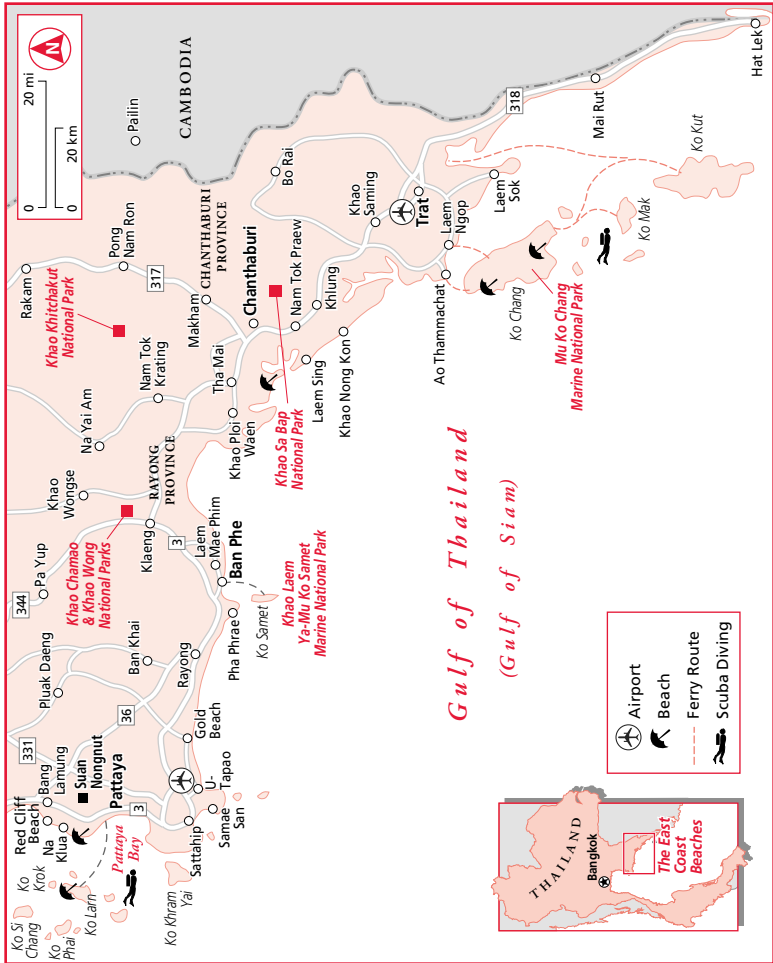 Ko Si
Chang
Ko
Phai
Ko
Krok
Ko Larn
Pattaya
Bay
Ko Khram
Yai
Red Cliff
Beach
Na
Klua
Bang
Lamung
Suan
Nongnut
Pattaya
331
3
36
Sattahip
U-
Tapao
Samae
San
Gold
Beach
Pluak Daeng
Ban Khai
Rayong
344
Pa Yup
Khao Chamao
& Khao Wong
National Parks
Klaeng
3
Laem
Mae Phim
Ban Phe
Pha Phrae
Ko Samet
Khao Laem
Ya-Mu Ko Samet
Marine National Park
Khao
Wongse
RAYONG
PROVINCE
Na Yai Am
Nam Tok
Krating
Khao Ploi
Waen
Tha Mai
Khao Khitchakut
National Park
Rakam
Pong
Nam Ron
317
Makham
CHANTHABURI
PROVINCE
Chanthaburi
Khao Sa Bap
National Park
Nam Tok Praew
Khlung
Laem Sing
Khao Nong Kon
Pailin
CAMBODIA
Bo Rai
Khao
Saming
Trat
Laem
Ngop
Laem
Sok
Ao Thammachat
Ko Chang
Mu Ko Chang
Marine National Park
Ko Mak
Ko Kut
318
Mai Rut
Hat Lek
Gulf of Thailand
(Gulf of Siam)
N
0
20 mi
0
20 km
Airport
Beach
Ferry Route
Scuba Diving
THAILAND
Bangkok
The East
Coast
Beaches